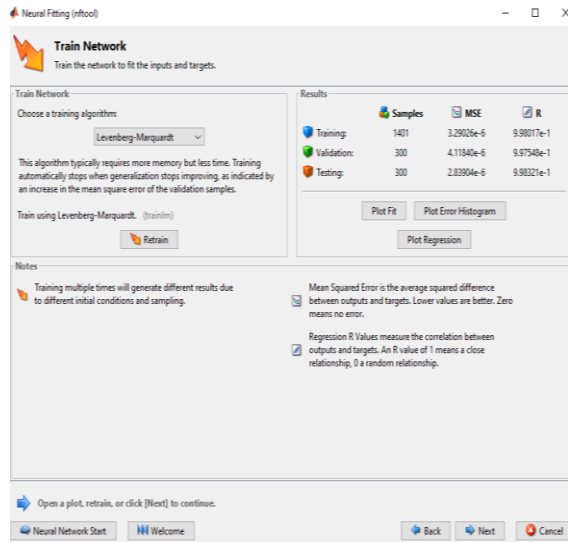 Neural Fitting (nftool)
Train Network
Train the network to fit the inputs and targets.
Train Network
Choose a training algorithm:
Levenberg-Marquardt
This algorithm typically requires more memory but less time. Training
automatically stops when generalization stops improving, as indicated by
an increase in the mean square error of the validation samples.
Train using Levenberg-Marquardt. (trainlm)
Retrain
Results
Samples MSE R
Training: 1401 3.29026e-6 9.98017e-1
Validation: 300 4.11840e-6 9.97548e-1
Testing: 300 2.83904e-6 9.98321e-1
Plot Fit Plot Error Histogram
Plot Regression
Notes
Training multiple times will generate different results due
to different initial conditions and sampling.
Mean Squared Error is the average squared difference
between outputs and targets. Lower values are better. Zero
means no error.
Regression R Values measure the correlation between
outputs and targets. An R value of 1 means a close
relationship, 0 a random relationship.
Open a plot, retrain, or click [Next] to continue.
Neural Network Start Welcome Back Next Cancel